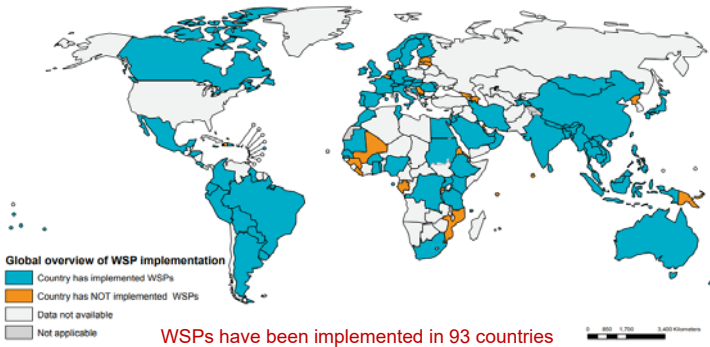 Global overview of WSP implementation
Country has implemented WSPs
Country has NOT implemented WSPs
Data not available
Not applicable
WSPs have been implemented in 93 countries
0 850 1,700 3,400 Kilometers